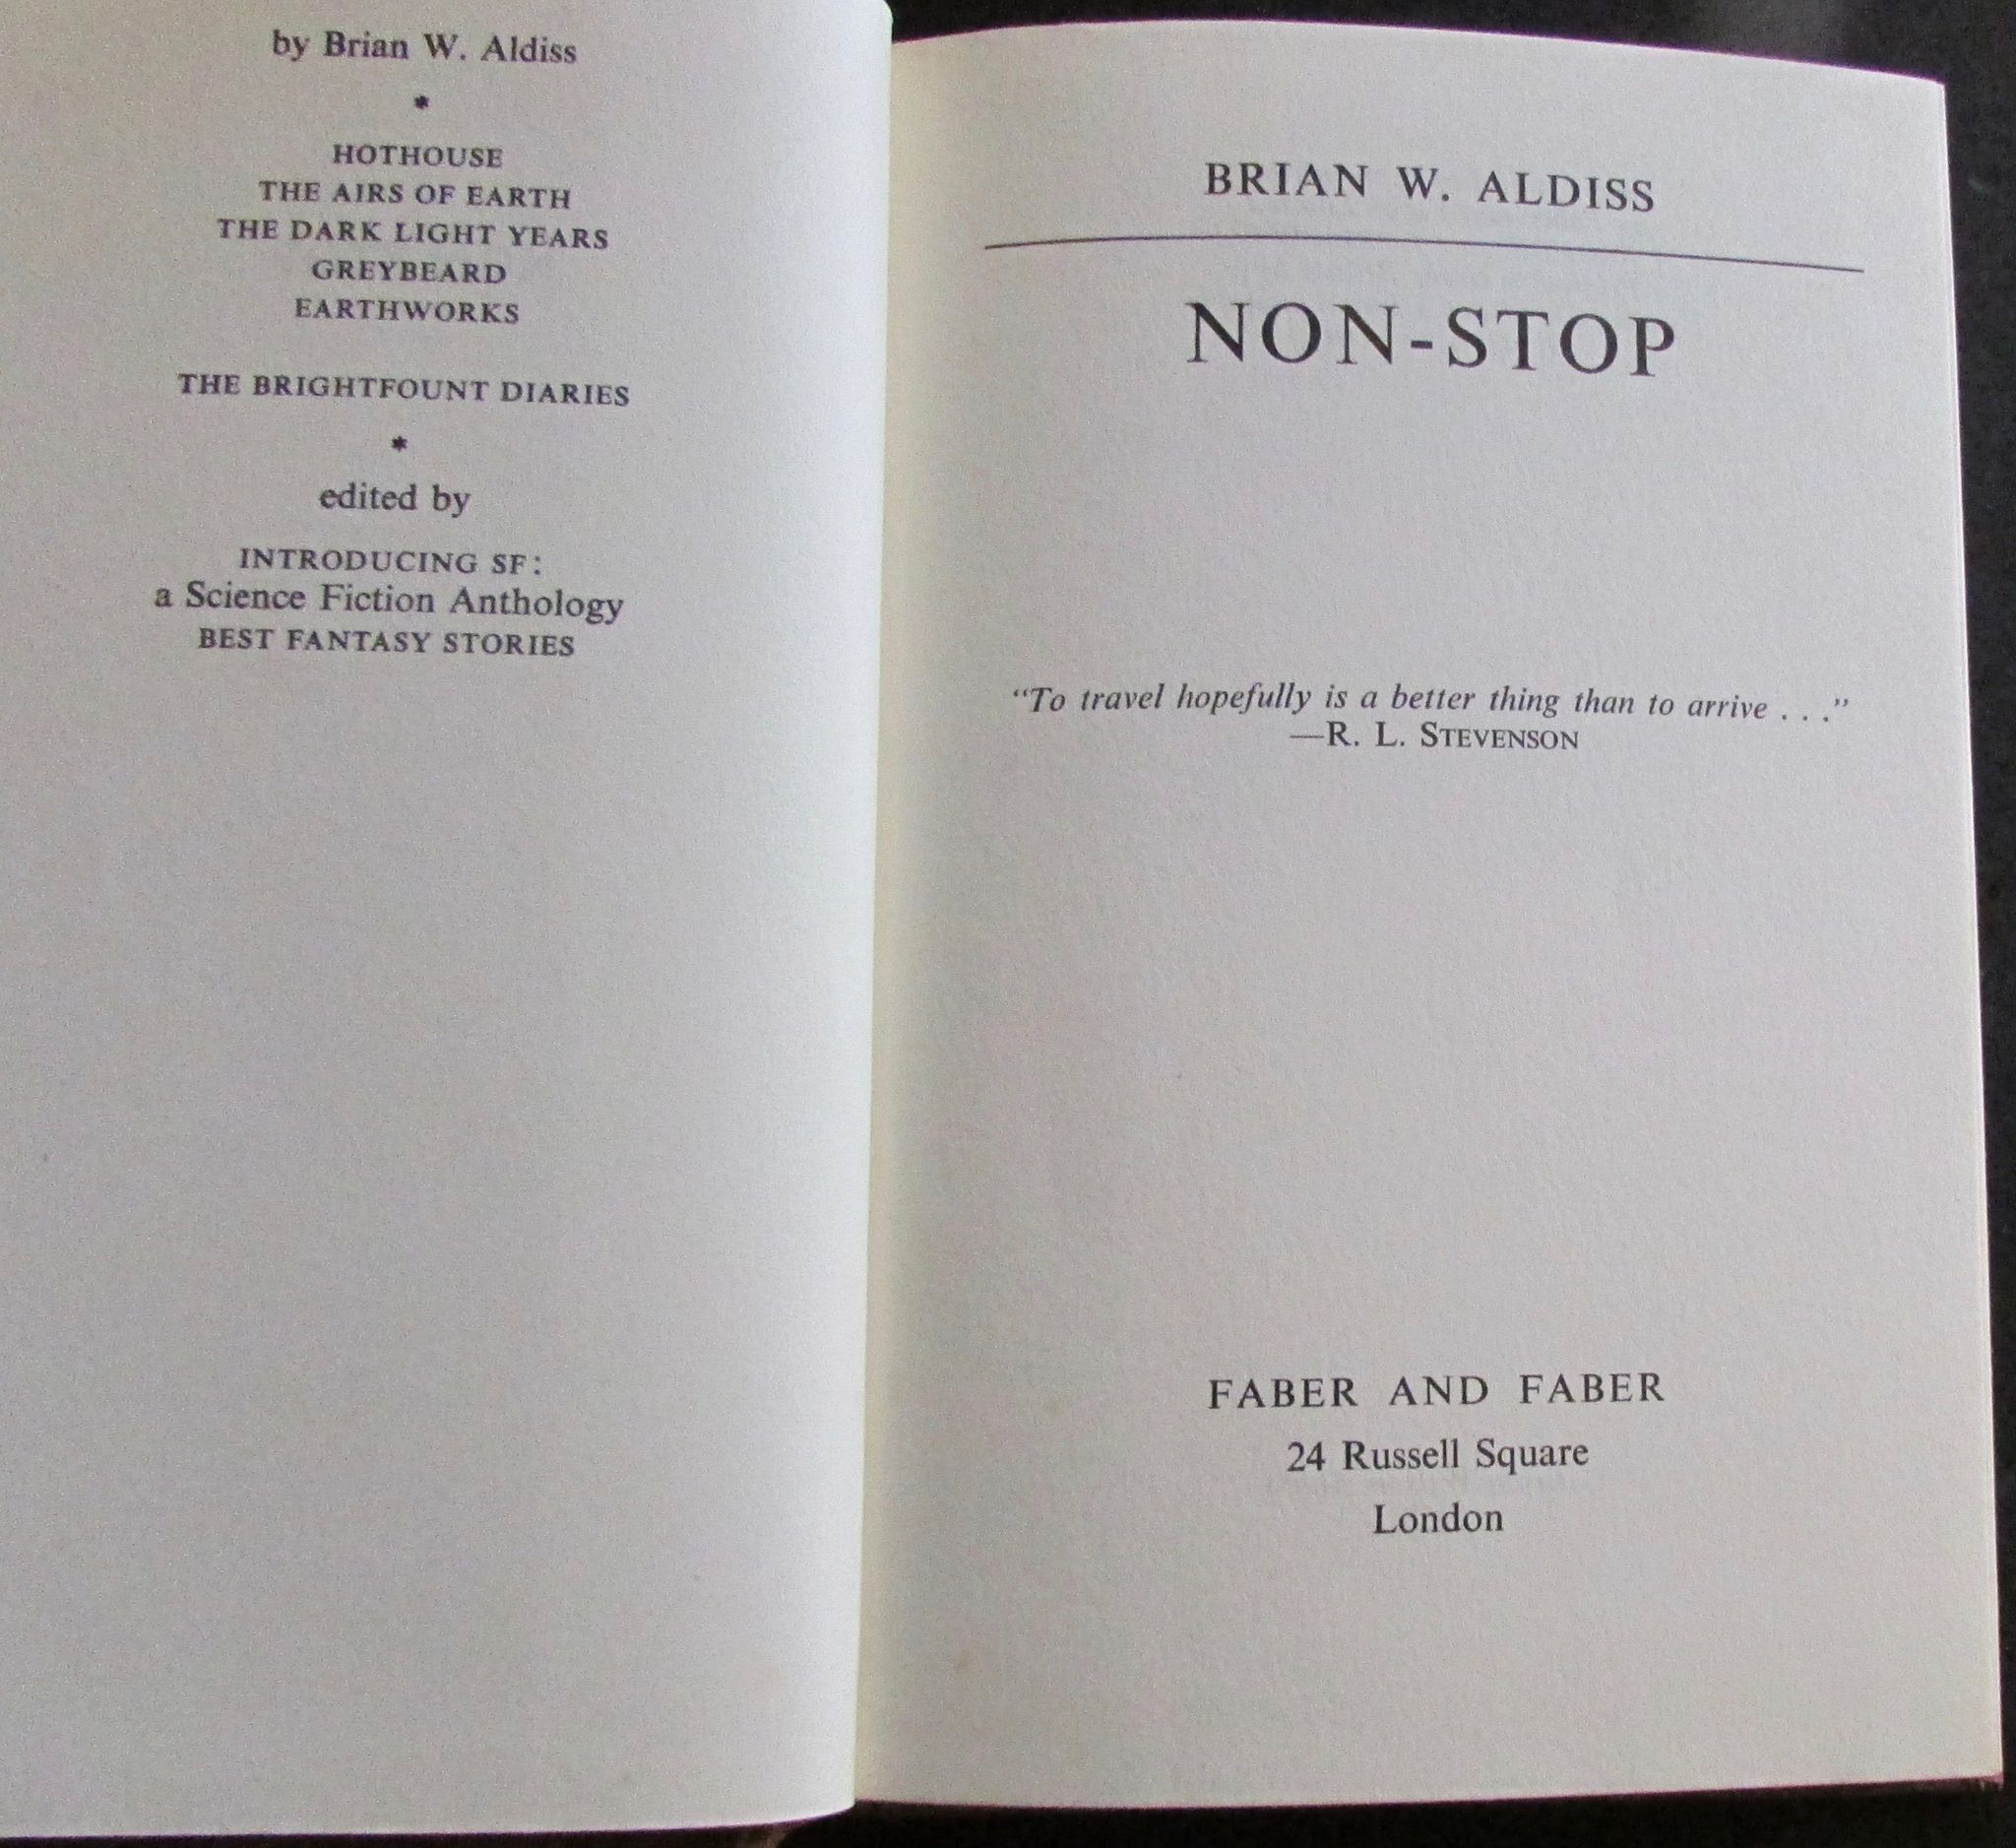 by Brian W. Aldiss
*
HOTHOUSE
THE AIRS OF EARTH
THE DARK LIGHT YEARS
GREYBEARD
EARTHWORKS
THE BRIGHTFOUNT DIARIES
*
edited by
INTRODUCING SF:
a Science Fiction Anthology
BEST FANTASY STORIES
BRIAN W. ALDISS
NON-STOP
“To travel hopefully is a better thing than to arrive . . .”
—R. L. STEVENSON
FABER AND FABER
24 Russell Square
London